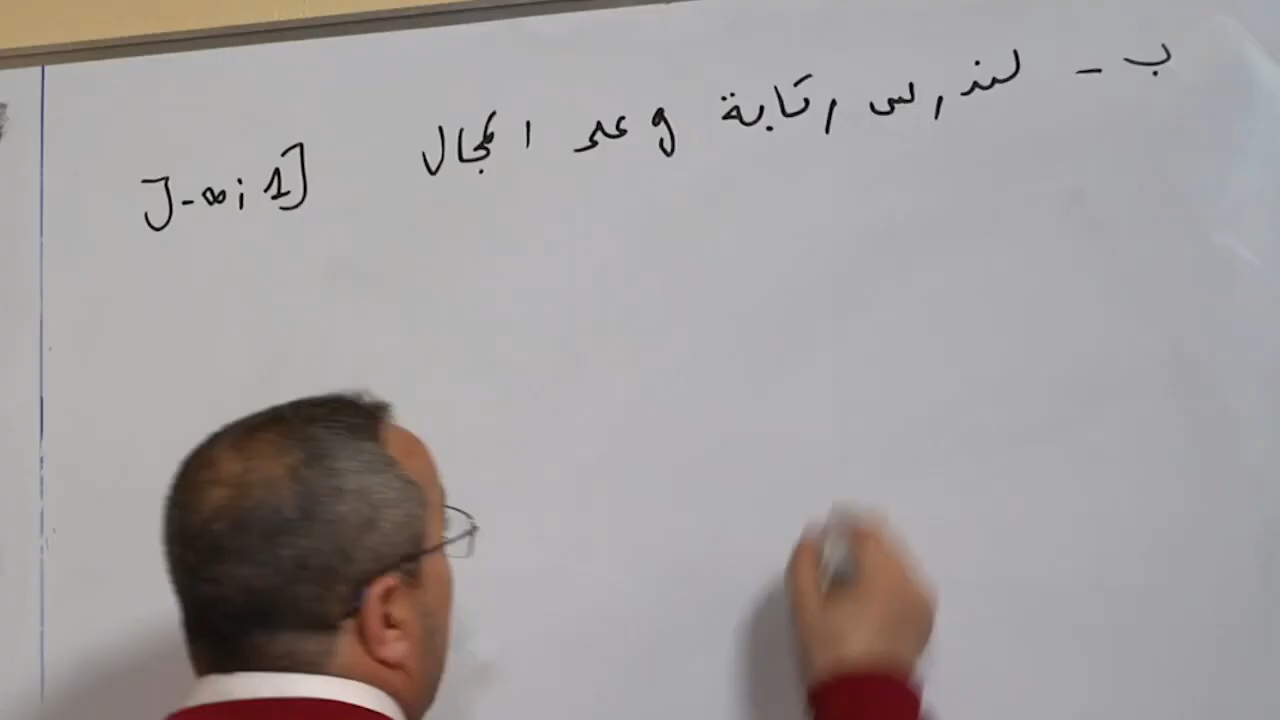 ب - لندرس رتابة g على المجال ]-∞; 1]